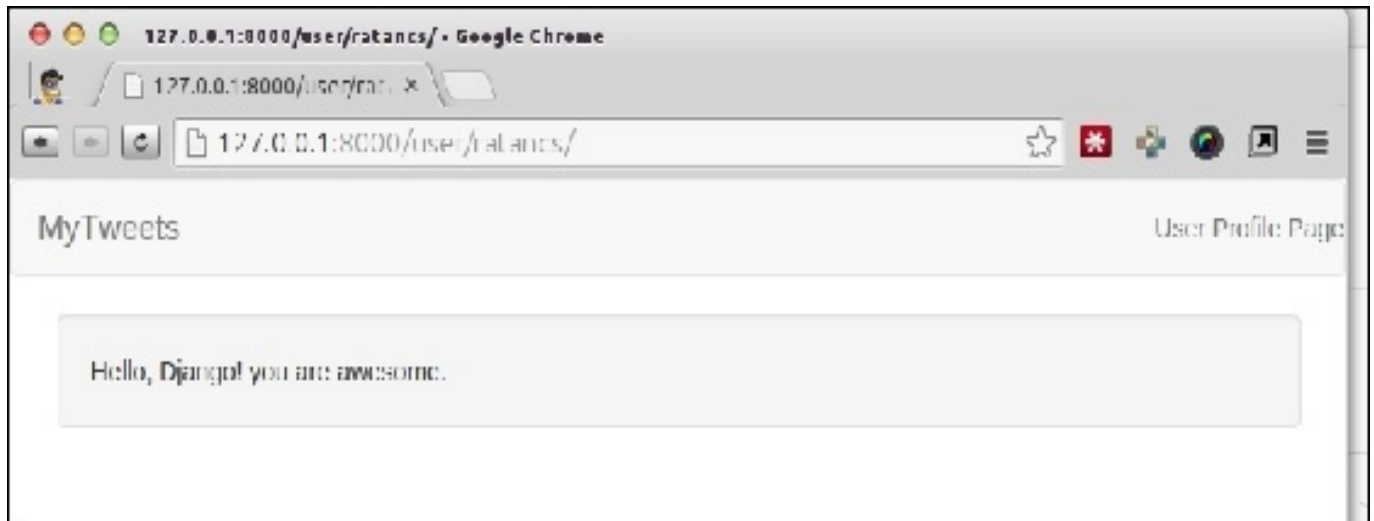 127.0.0.1:8000/user/ratancs/ - Google Chrome
127.0.0.1:8000/user/rat
127.0.0.1:8000/user/ratancs/
MyTweets
User Profile Page
Hello, Django! you are awesome.